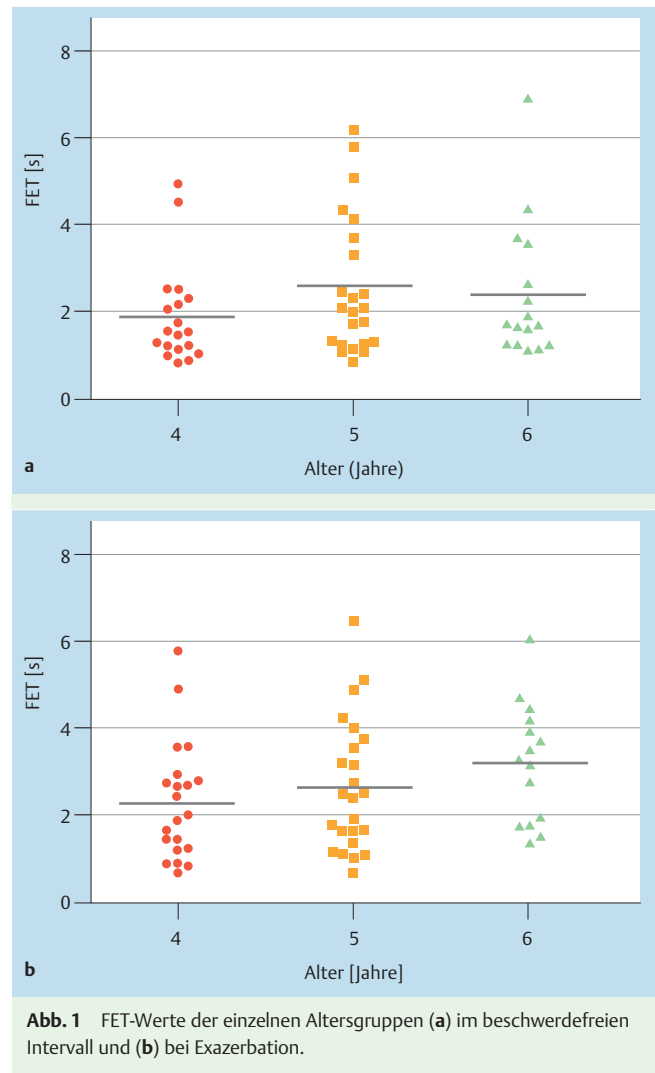 8
6
FET [s]
4
2
0
4 5 6
a Alter (Jahre)
8
6
FET [s]
4
2
0
4 5 6
b Alter [Jahre]
Abb. 1 FET-Werte der einzelnen Altersgruppen (a) im beschwerdefreien
Intervall und (b) bei Exazerbation.